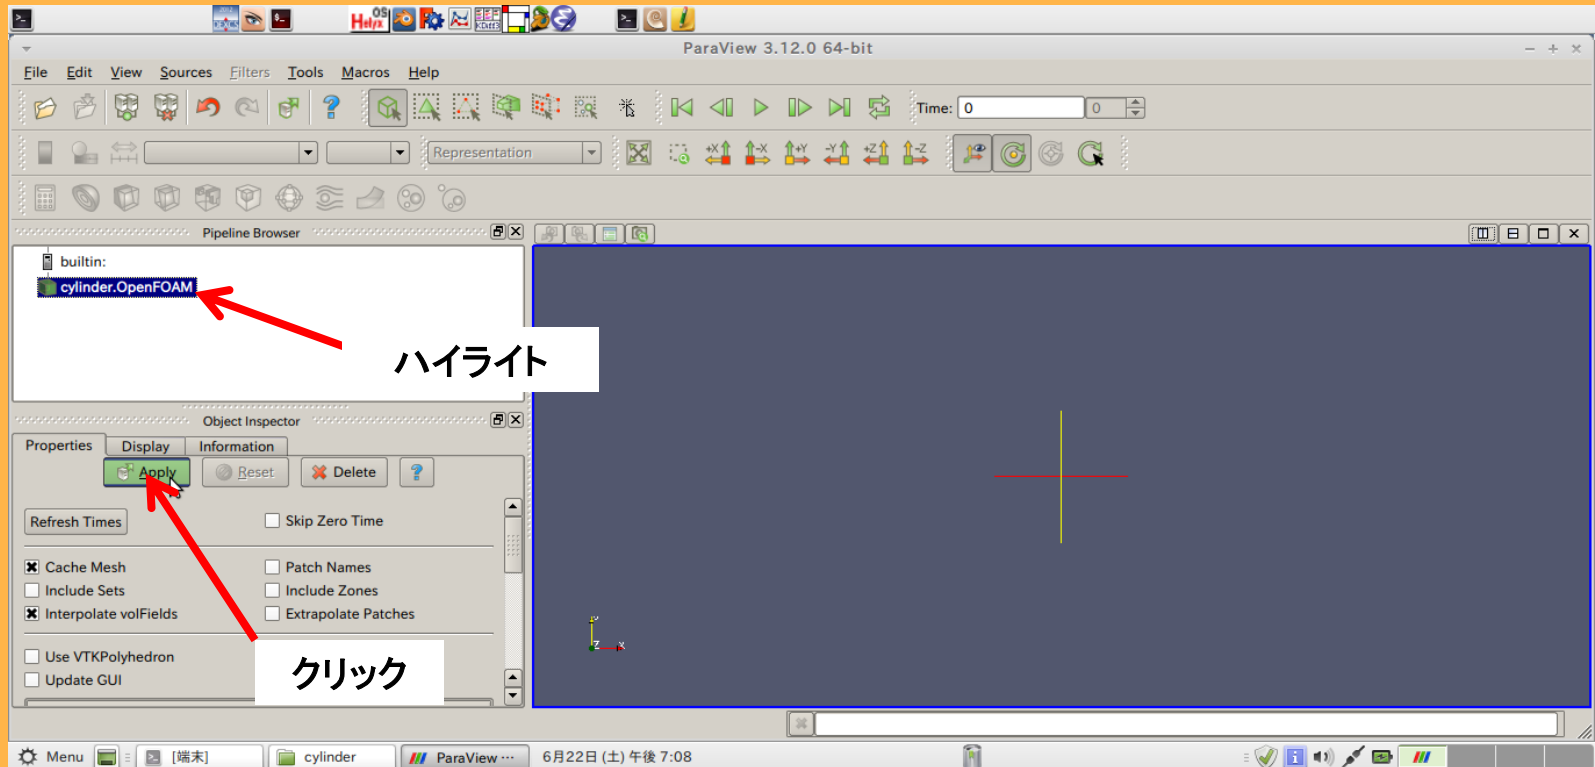 Helyx OS
KDiff3
ParaView 3.12.0 64-bit
File Edit View Sources Filters Tools Macros Help
Time: 0 0
Representation
+X -X +Y -Y +Z -Z
Pipeline Browser
builtin:
cylinder.OpenFOAM
ハイライト
Object Inspector
Properties Display Information
Apply Reset Delete ?
Refresh Times Skip Zero Time
Cache Mesh Patch Names
Include Sets Include Zones
Interpolate volFields Extrapolate Patches
Use VTKPolyhedron
Update GUI
クリック
Z X
Menu [端末] cylinder ParaView ··· 6月22日 (土) 午後 7:08